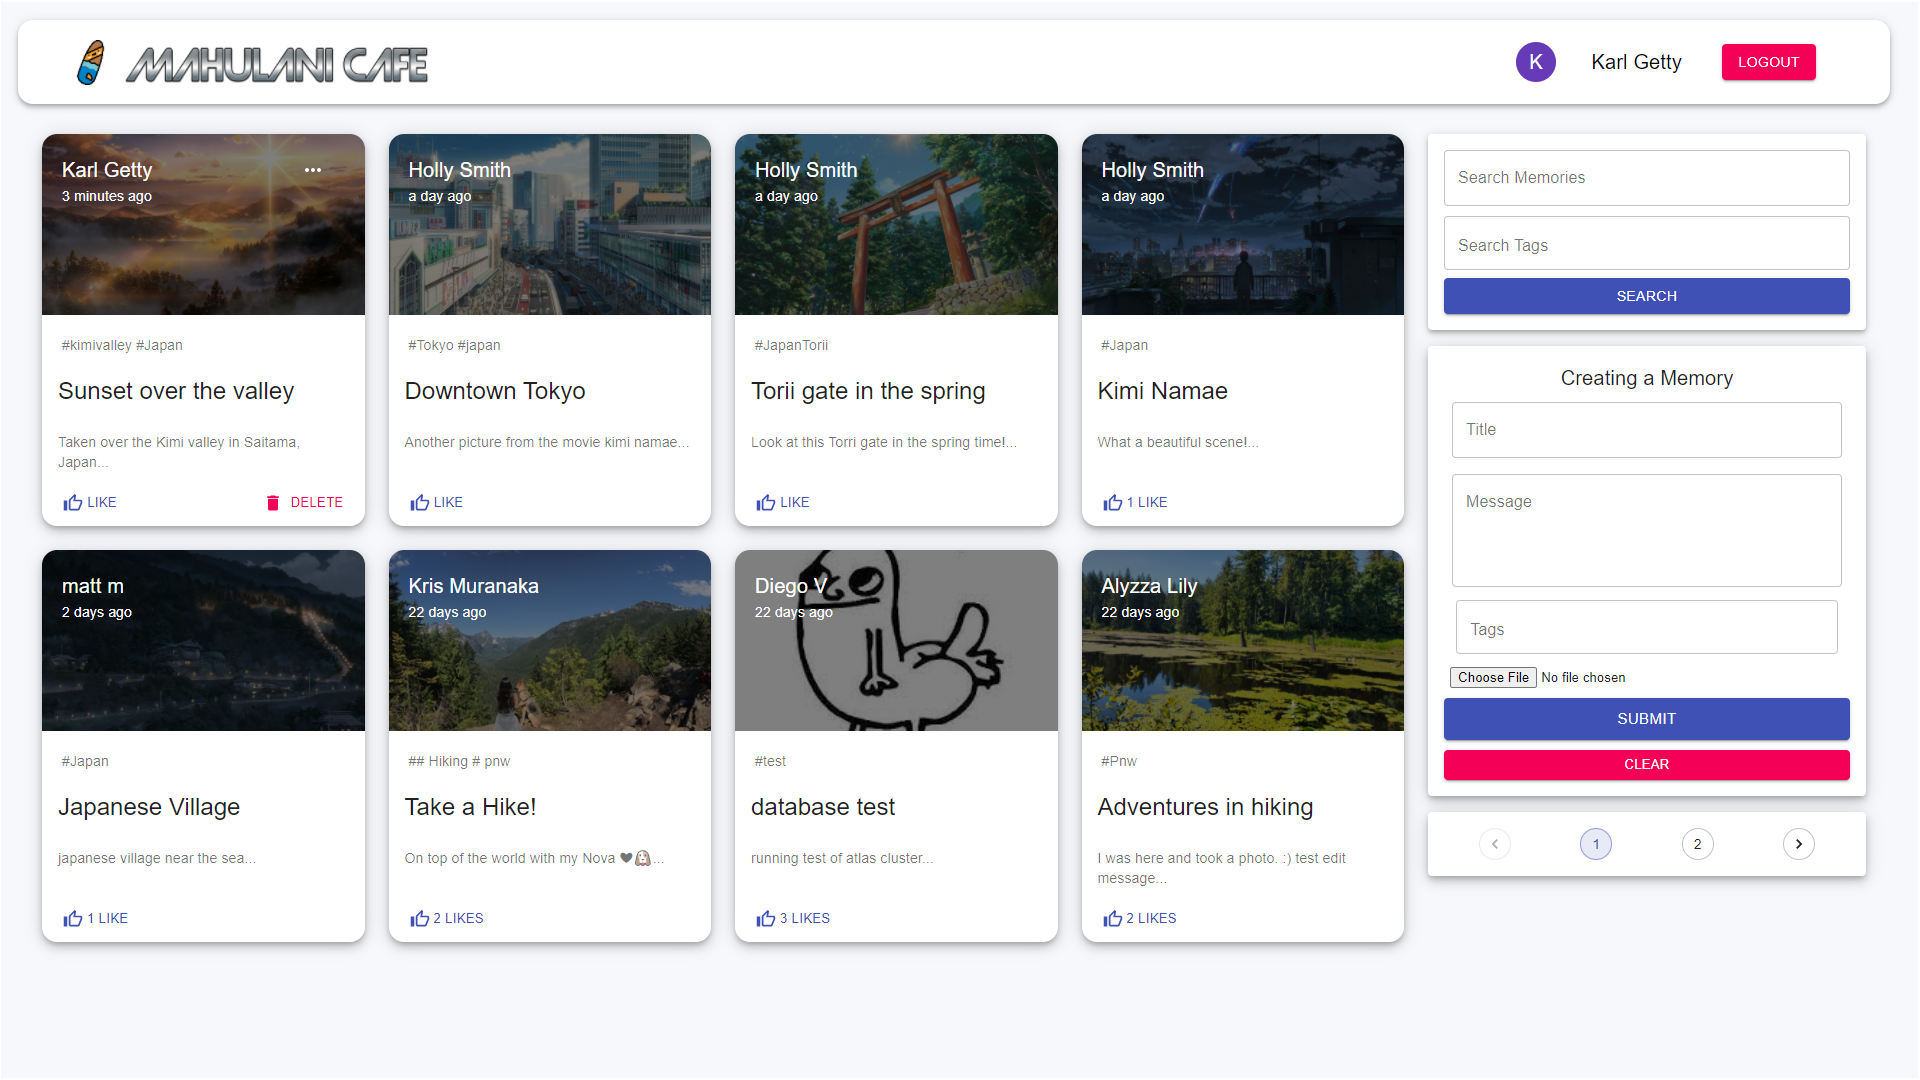 MAHULANI CAFE
K
Karl Getty
LOGOUT
Karl Getty
...
3 minutes ago
#kimivalley #Japan
Sunset over the valley
Taken over the Kimi valley in Saitama,
Japan...
LIKE
DELETE
Holly Smith
a day ago
#Tokyo #japan
Downtown Tokyo
Another picture from the movie kimi namae...
LIKE
Holly Smith
a day ago
#JapanTorii
Torii gate in the spring
Look at this Torri gate in the spring time!...
LIKE
Holly Smith
a day ago
#Japan
Kimi Namae
What a beautiful scene!...
1 LIKE
matt m
2 days ago
#Japan
Japanese Village
japanese village near the sea...
1 LIKE
Kris Muranaka
22 days ago
## Hiking # pnw
Take a Hike!
On top of the world with my Nova 🖤🐶...
2 LIKES
Diego V
22 days ago
#test
database test
running test of atlas cluster...
3 LIKES
Alyzza Lily
22 days ago
#Pnw
Adventures in hiking
I was here and took a photo. :) test edit
message...
2 LIKES
Search Memories
Search Tags
SEARCH
Creating a Memory
Title
Message
Tags
Choose File No file chosen
SUBMIT
CLEAR
‹ 1 2 ›